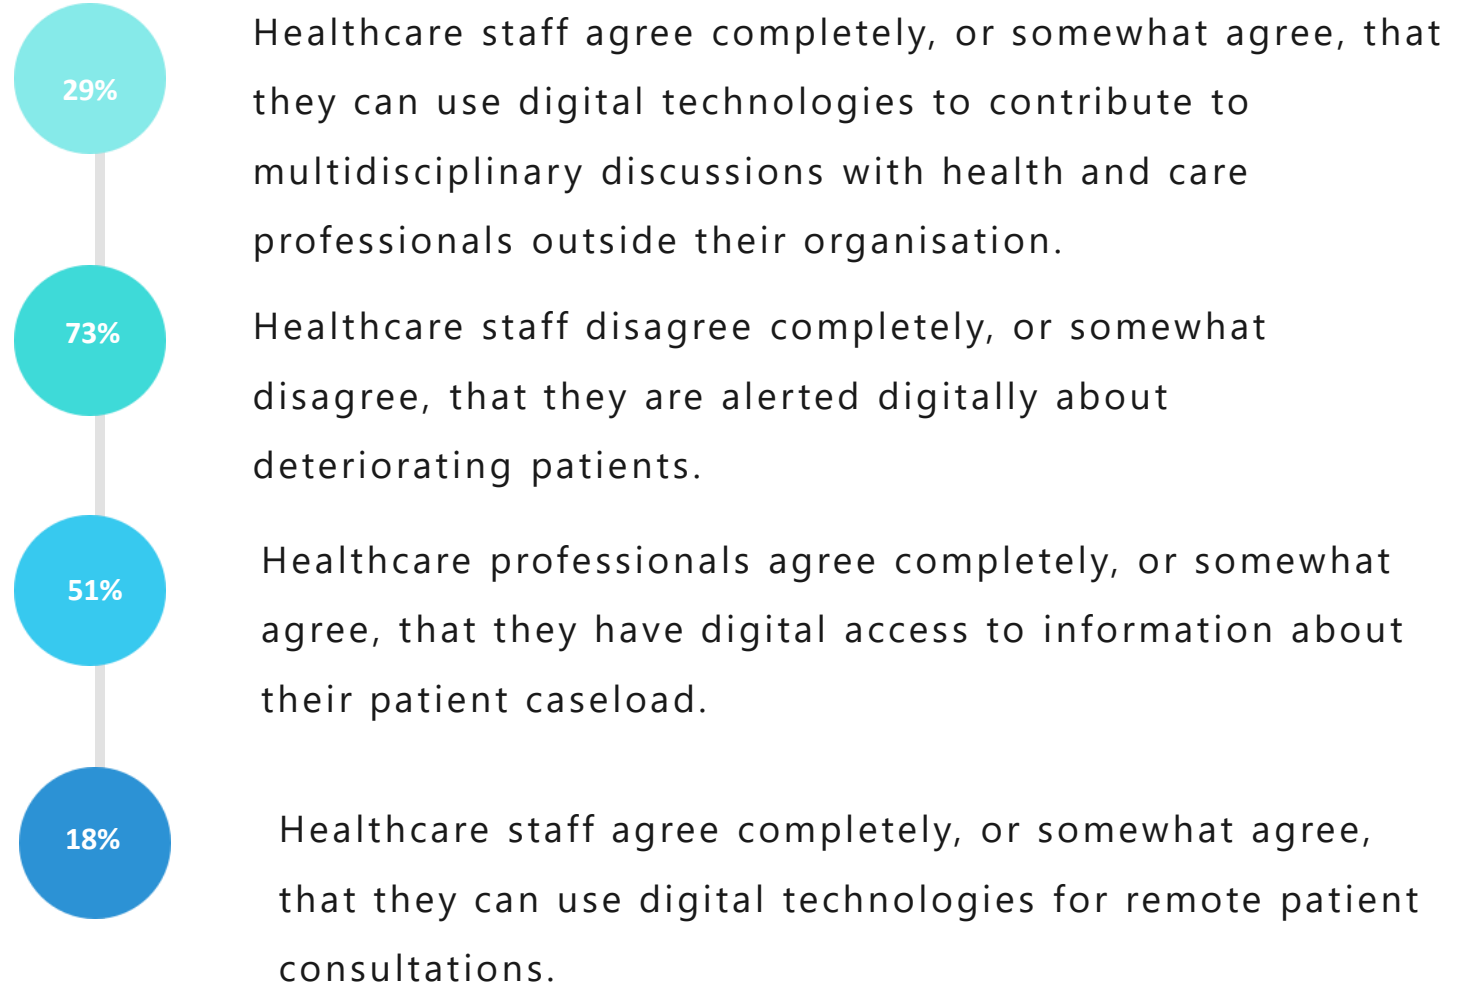 29%
Healthcare staff agree completely, or somewhat agree, that
they can use digital technologies to contribute to
multidisciplinary discussions with health and care
professionals outside their organisation.
73%
Healthcare staff disagree completely, or somewhat
disagree, that they are alerted digitally about
deteriorating patients.
51%
Healthcare professionals agree completely, or somewhat
agree, that they have digital access to information about
their patient caseload.
18%
Healthcare staff agree completely, or somewhat agree,
that they can use digital technologies for remote patient
consultations.